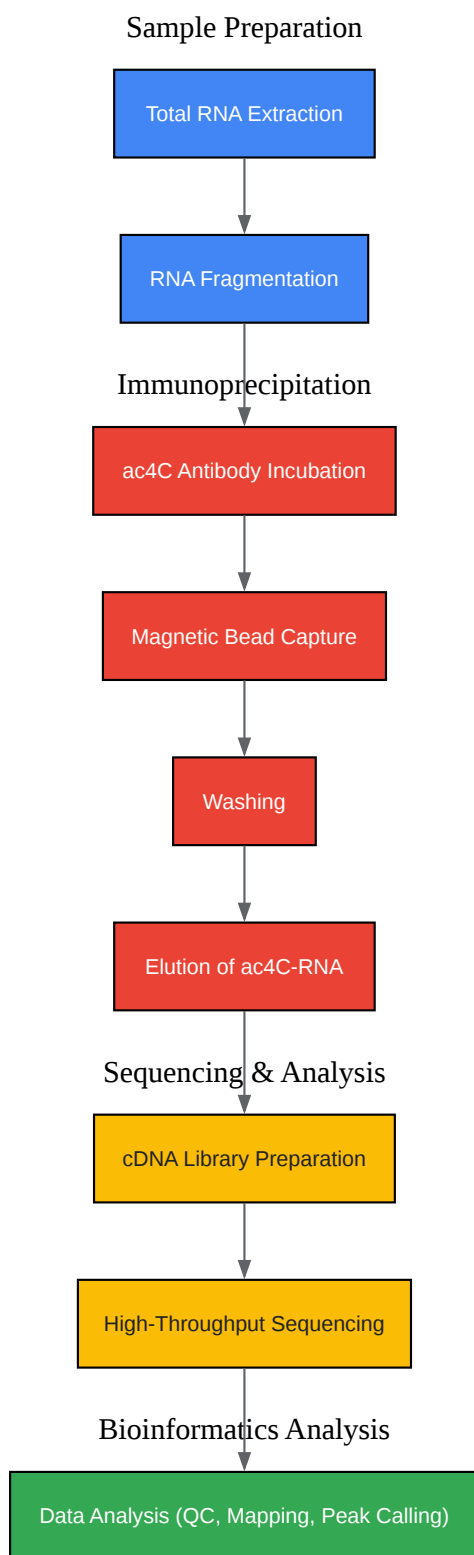 Sample Preparation
Total RNA Extraction
RNA Fragmentation
Immunoprecipitation
ac4C Antibody Incubation
Magnetic Bead Capture
Washing
Elution of ac4C-RNA
Sequencing & Analysis
cDNA Library Preparation
High-Throughput Sequencing
Bioinformatics Analysis
Data Analysis (QC, Mapping, Peak Calling)